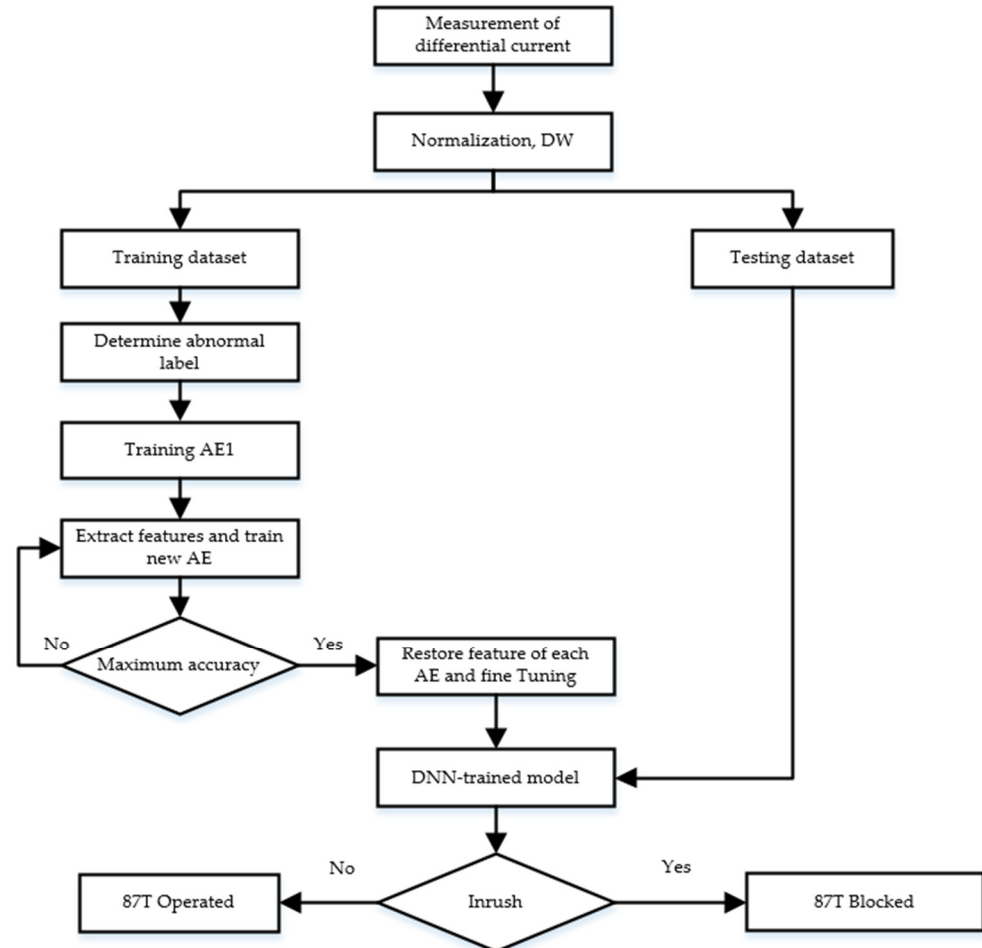 Measurement of
differential current
Normalization, DW
Training dataset
Testing dataset
Determine abnormal
label
Training AE1
Extract features and train
new AE
No
Maximum accuracy
Yes
Restore feature of each
AE and fine Tuning
DNN-trained model
No
Inrush
Yes
87T Operated
87T Blocked